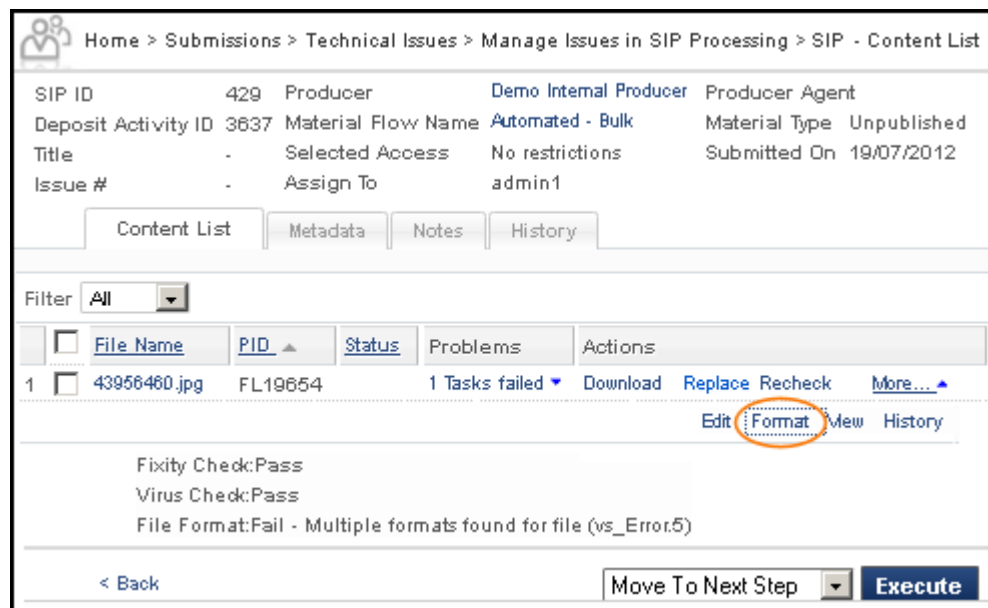 Home > Submissions > Technical Issues > Manage Issues in SIP Processing > SIP - Content List
SIP ID 429 Producer Demo Internal Producer Producer Agent
Deposit Activity ID 3637 Material Flow Name Automated - Bulk Material Type Unpublished
Title - Selected Access No restrictions Submitted On 19/07/2012
Issue # - Assign To admin1
Content List Metadata Notes History
Filter All
File Name PID Status Problems Actions
1 43956460.jpg FL19654 1 Tasks failed Download Replace Recheck More...
Edit Format View History
Fixity Check:Pass
Virus Check:Pass
File Format:Fail - Multiple formats found for file (vs_Error.5)
< Back Move To Next Step Execute